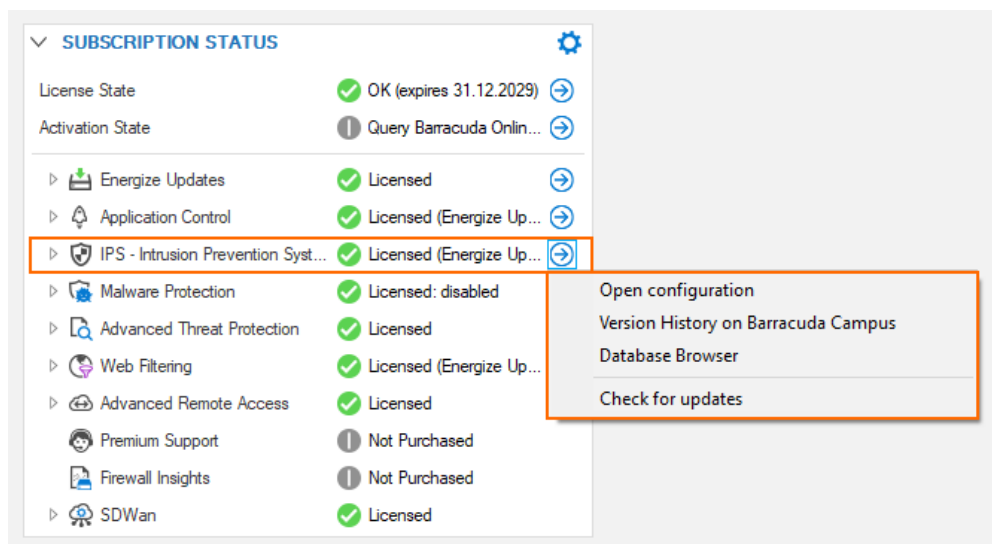 SUBSCRIPTION STATUS
License State OK (expires 31.12.2029)
Activation State Query Barracuda Onlin...
Energize Updates Licensed
Application Control Licensed (Energize Up...
IPS - Intrusion Prevention Syst... Licensed (Energize Up...
Malware Protection Licensed: disabled
Advanced Threat Protection Licensed
Web Filtering Licensed (Energize Up...
Advanced Remote Access Licensed
Premium Support Not Purchased
Firewall Insights Not Purchased
SDWan Licensed
Open configuration
Version History on Barracuda Campus
Database Browser
Check for updates